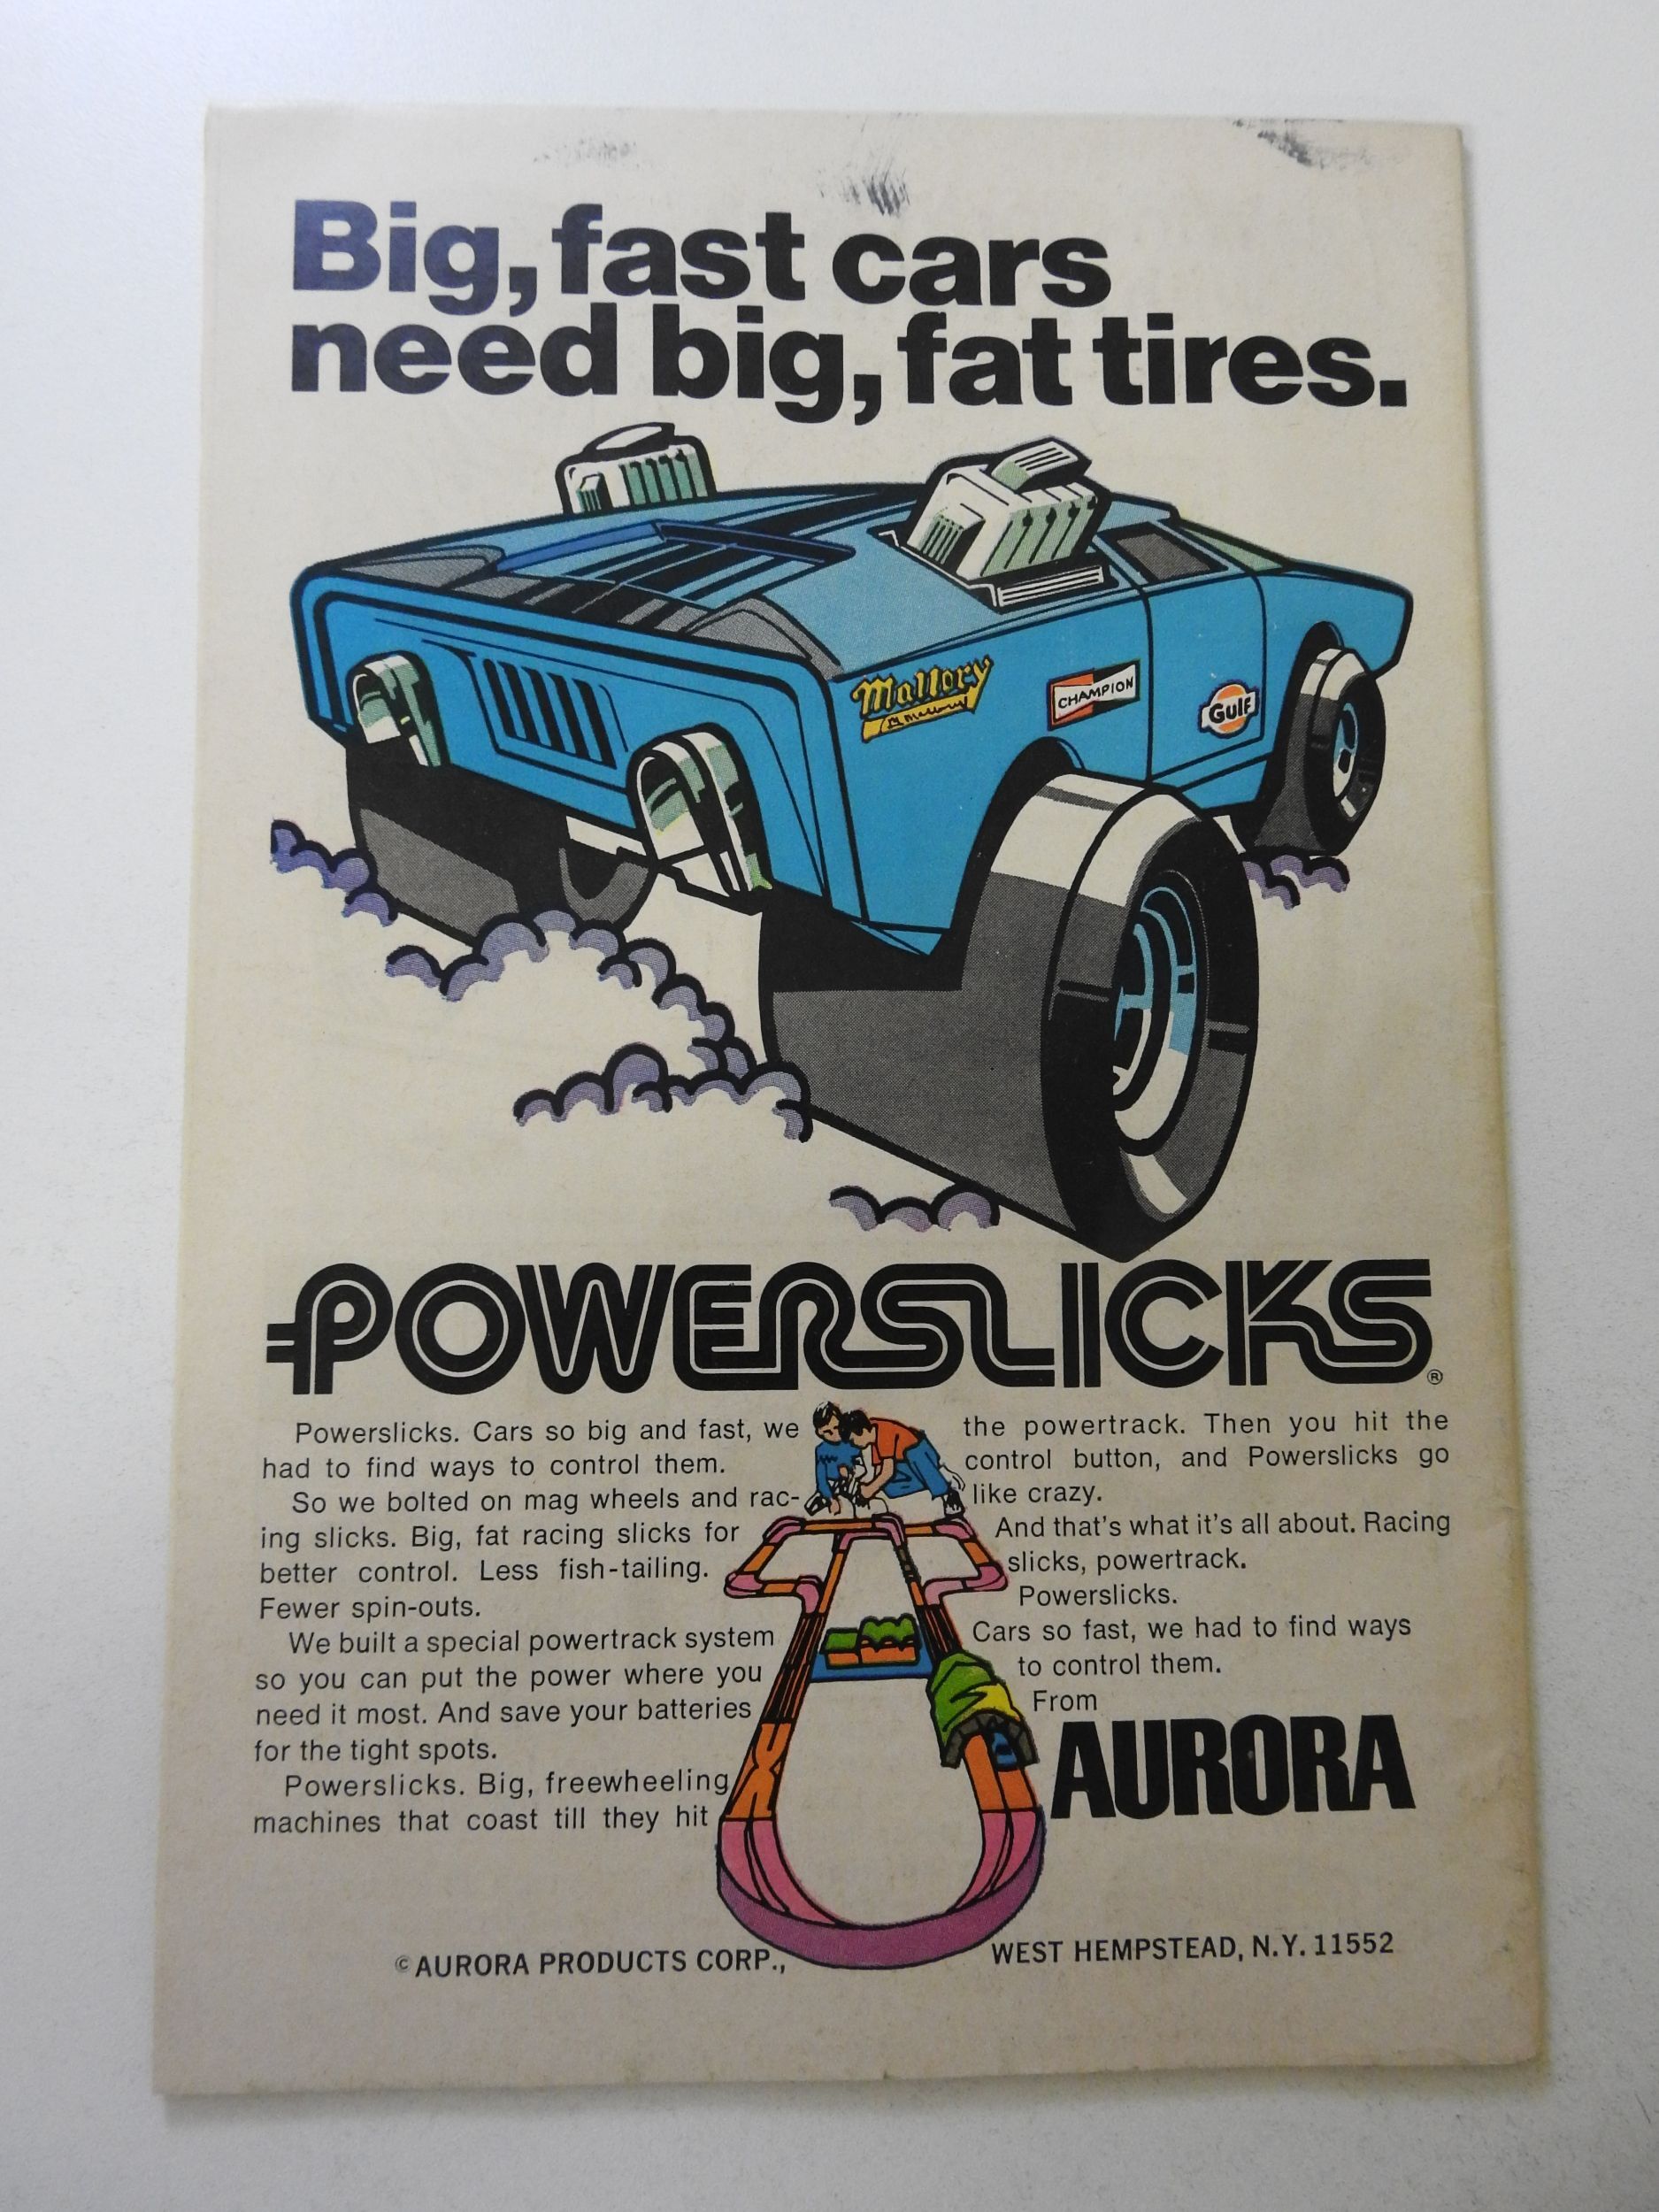 Big, fast cars
need big, fat tires.
Mallory
CHAMPION
Gulf
POWERSLICKS®
Powerslicks. Cars so big and fast, we
had to find ways to control them.
So we bolted on mag wheels and rac-
ing slicks. Big, fat racing slicks for
better control. Less fish-tailing.
Fewer spin-outs.
We built a special powertrack system
so you can put the power where you
need it most. And save your batteries
for the tight spots.
Powerslicks. Big, freewheeling
machines that coast till they hit
the powertrack. Then you hit the
control button, and Powerslicks go
like crazy.
And that's what it's all about. Racing
slicks, powertrack.
Powerslicks.
Cars so fast, we had to find ways
to control them.
From
AURORA
©AURORA PRODUCTS CORP., WEST HEMPSTEAD, N.Y. 11552